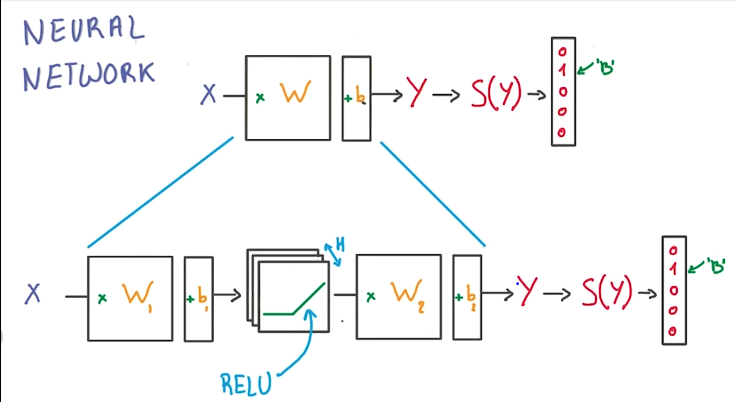 NEURAL
NETWORK
X × W + b → Y → S(Y) → 0 1 0 0 0 'B'
H
X × W₁ + b₁ → × W₂ + b₂ → Y → S(Y) → 0 1 0 0 0 'B'
RELU